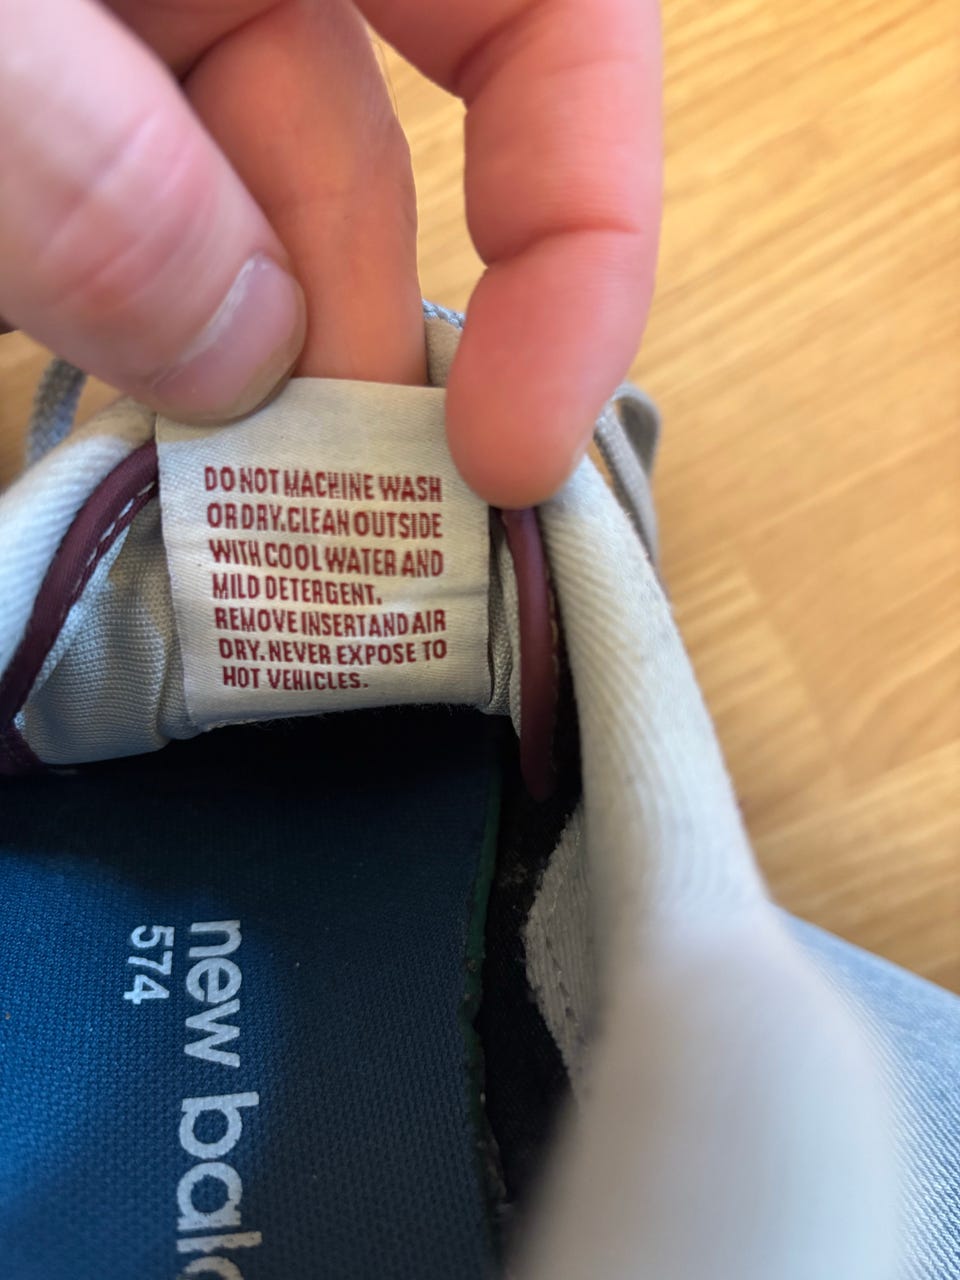 DO NOT MACHINE WASH
OR DRY. CLEAN OUTSIDE
WITH COOL WATER AND
MILD DETERGENT.
REMOVE INSERT AND AIR
DRY. NEVER EXPOSE TO
HOT VEHICLES.
new balan
574